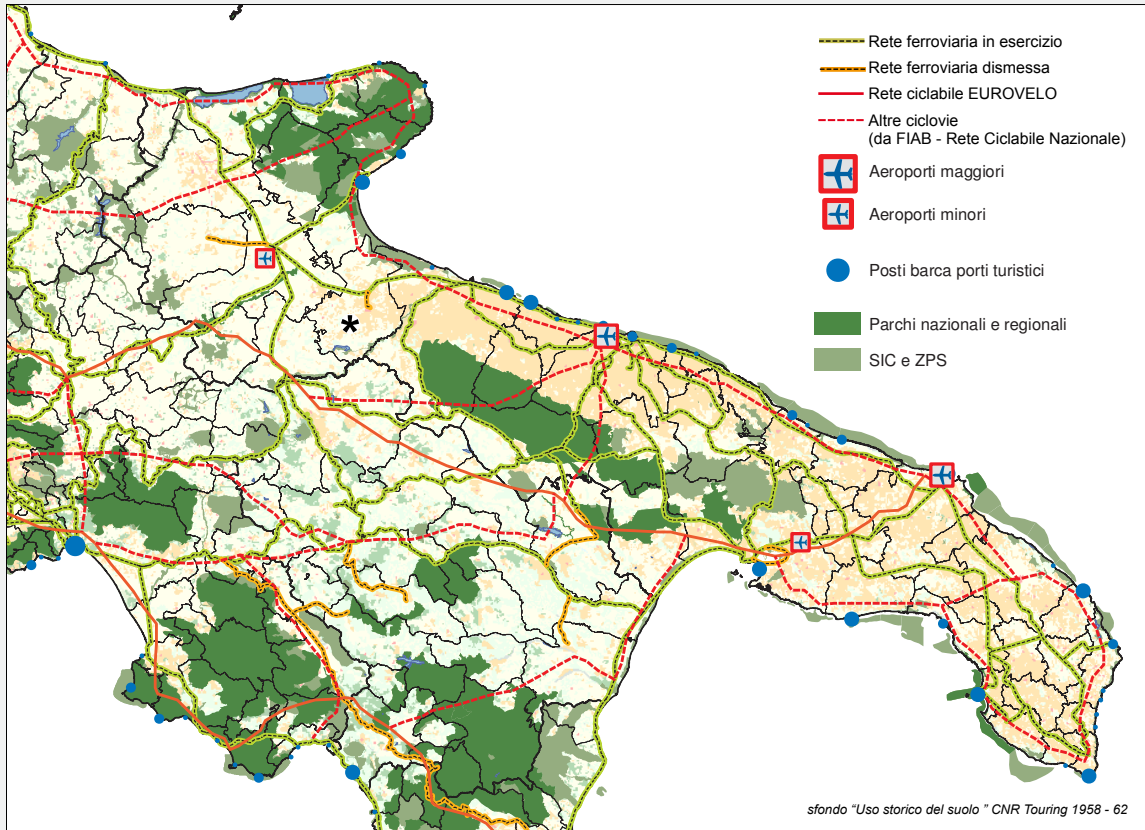 Rete ferroviaria in esercizio
Rete ferroviaria dismessa
Rete ciclabile EUROVELO
Altre ciclovie
(da FIAB - Rete Ciclabile Nazionale)
Aeroporti maggiori
Aeroporti minori
Posti barca porti turistici
Parchi nazionali e regionali
SIC e ZPS
*
sfondo "Uso storico del suolo " CNR Touring 1958 - 62